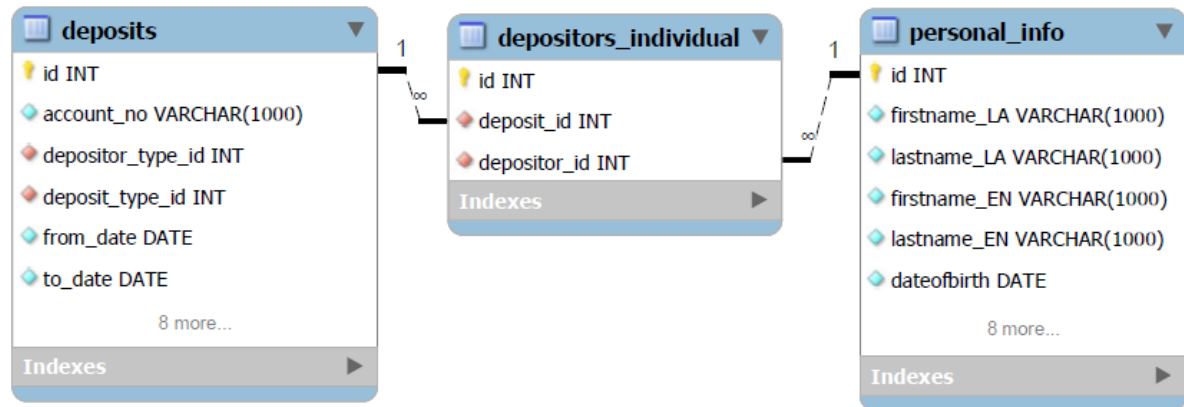 deposits
id INT
account_no VARCHAR(1000)
depositor_type_id INT
deposit_type_id INT
from_date DATE
to_date DATE
8 more...
Indexes
1
∞
depositors_individual
id INT
deposit_id INT
depositor_id INT
Indexes
1
∞
personal_info
id INT
firstname_LA VARCHAR(1000)
lastname_LA VARCHAR(1000)
firstname_EN VARCHAR(1000)
lastname_EN VARCHAR(1000)
dateofbirth DATE
8 more...
Indexes